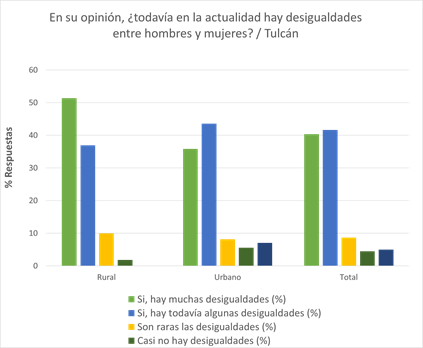 En su opinión, ¿todavía en la actualidad hay desigualdades
entre hombres y mujeres? / Tulcán
60
50
40
30
20
10
0
% Respuestas
Rural
Urbano
Total
Si, hay muchas desigualdades (%)
Si, hay todavía algunas desigualdades (%)
Son raras las desigualdades (%)
Casi no hay desigualdades (%)